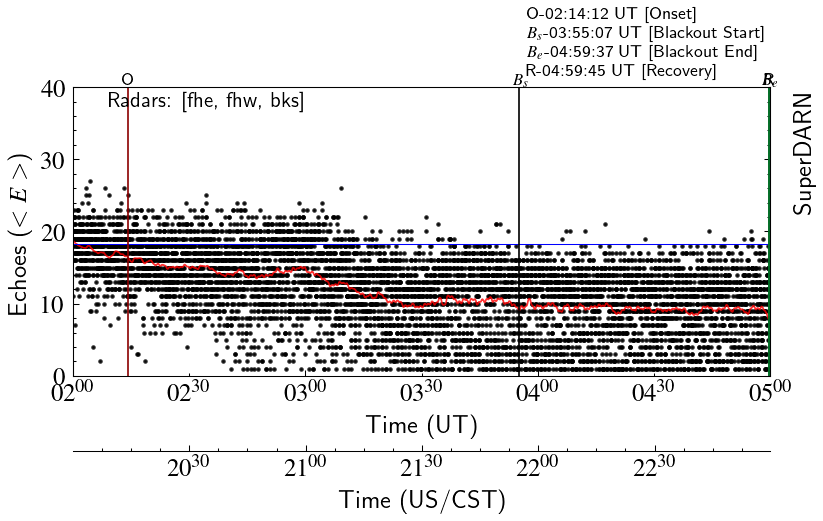 O-02:14:12 UT [Onset]
Bₛ-03:55:07 UT [Blackout Start]
Bₑ-04:59:37 UT [Blackout End]
R-04:59:45 UT [Recovery]
O Bₛ
Radars: [fhe, fhw, bks]
SuperDARN
Echoes (< E >)
40
30
20
10
0
02⁰⁰ 02³⁰ 03⁰⁰ 03³⁰ 04⁰⁰ 04³⁰ 05⁰⁰
Time (UT)
20³⁰ 21⁰⁰ 21³⁰ 22⁰⁰ 22³⁰
Time (US/CST)